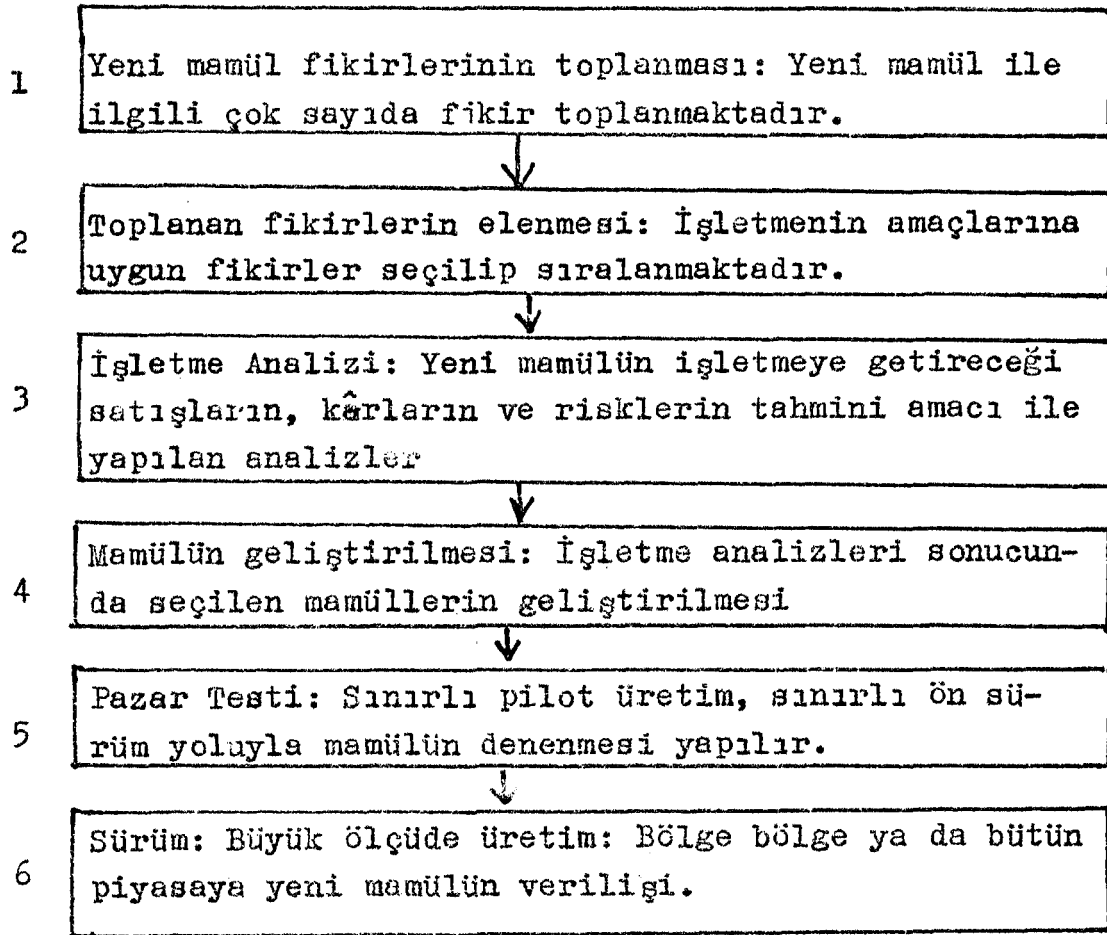 1
Yeni mamül fikirlerinin toplanması: Yeni mamül ile
ilgili çok sayıda fikir toplanmaktadır.
2
Toplanan fikirlerin elenmesi: İşletmenin amaçlarına
uygun fikirler seçilip sıralanmaktadır.
3
İşletme Analizi: Yeni mamülün işletmeye getireceği
satışların, kârların ve risklerin tahmini amacı ile
yapılan analizler
4
Mamülün geliştirilmesi: İşletme analizleri sonucun-
da seçilen mamüllerin geliştirilmesi
5
Pazar Testi: Sınırlı pilot üretim, sınırlı ön sü-
rüm yoluyla mamülün denenmesi yapılır.
6
Sürüm: Büyük ölçüde üretim: Bölge bölge ya da bütün
piyasaya yeni mamülün verilişi.